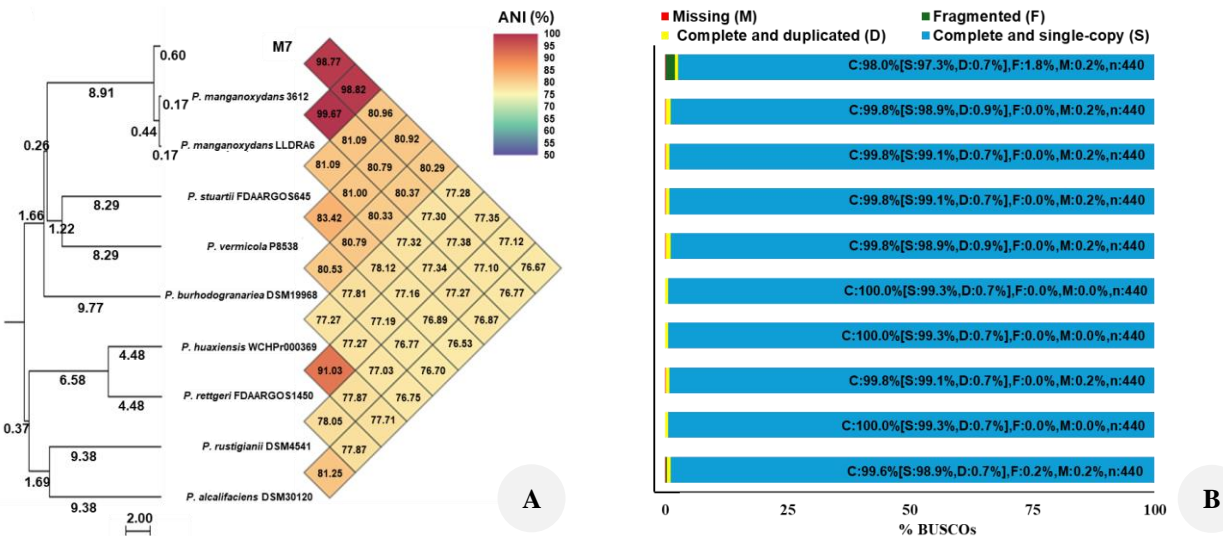 ANI (%)
100
95
90
85
80
75
70
65
60
55
50
M7
P. manganoxydans 3612
P. manganoxydans LLDRA6
P. stuartii FDAARGOS645
P. vermicola P8538
P. burhodogranariea DSM19968
P. huaxiensis WCHPr000369
P. rettgeri FDAARGOS1450
P. rustigianii DSM4541
P. alcalifaciens DSM30120
0.60
8.91
0.17
0.44
0.17
0.26
8.29
1.66
1.22
8.29
9.77
4.48
6.58
4.48
0.37
9.38
1.69
9.38
2.00
98.77
98.82
99.67 80.96
81.09 80.92
81.09 80.79 80.29
81.00 80.37 77.28
83.42 80.33 77.30 77.35
80.79 77.32 77.38 77.12
80.53 78.12 77.34 77.10 76.67
77.81 77.16 77.27 76.77
77.27 77.19 76.89 76.87
77.27 76.77 76.53
91.03 77.03 76.70
77.87 76.75
78.05 77.71
77.87
81.25
A
Missing (M) Fragmented (F)
Complete and duplicated (D) Complete and single-copy (S)
C:98.0%[S:97.3%,D:0.7%],F:1.8%,M:0.2%,n:440
C:99.8%[S:98.9%,D:0.9%],F:0.0%,M:0.2%,n:440
C:99.8%[S:99.1%,D:0.7%],F:0.0%,M:0.2%,n:440
C:99.8%[S:99.1%,D:0.7%],F:0.0%,M:0.2%,n:440
C:99.8%[S:98.9%,D:0.9%],F:0.0%,M:0.2%,n:440
C:100.0%[S:99.3%,D:0.7%],F:0.0%,M:0.0%,n:440
C:100.0%[S:99.3%,D:0.7%],F:0.0%,M:0.0%,n:440
C:99.8%[S:99.1%,D:0.7%],F:0.0%,M:0.2%,n:440
C:100.0%[S:99.3%,D:0.7%],F:0.0%,M:0.0%,n:440
C:99.6%[S:98.9%,D:0.7%],F:0.2%,M:0.2%,n:440
0 25 50 75 100
% BUSCOs
B